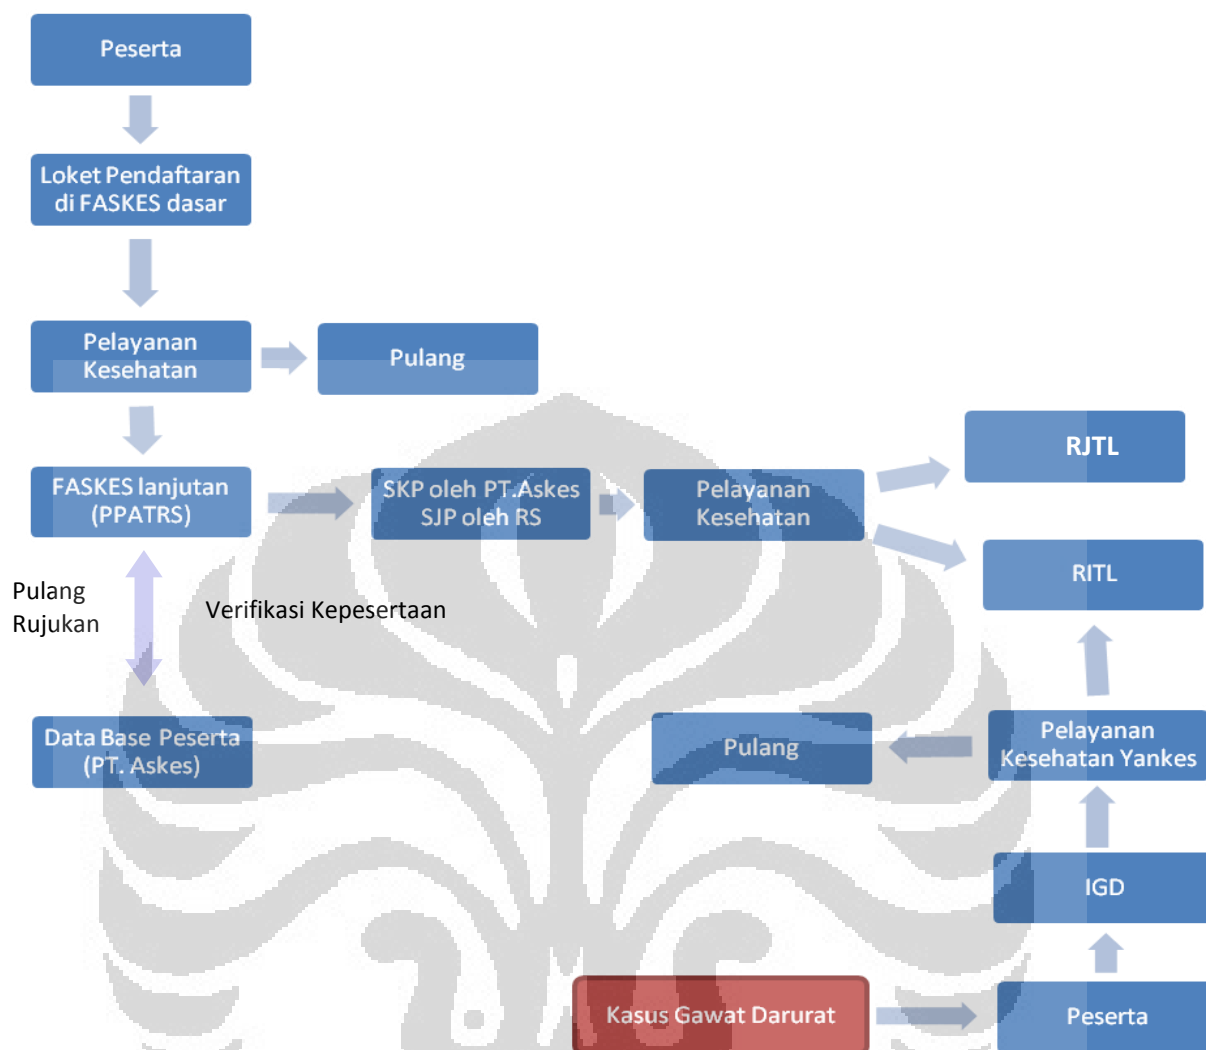 Peserta
Loket Pendaftaran
di FASKES dasar
Pelayanan
Kesehatan
Pulang
FASKES lanjutan
(PPATRS)
SKP oleh PT.Askes
SJP oleh RS
Pelayanan
Kesehatan
RJTL
RITL
Pulang
Rujukan
Verifikasi Kepesertaan
Data Base Peserta
(PT. Askes)
Pulang
Pelayanan
Kesehatan Yankes
IGD
Kasus Gawat Darurat
Peserta